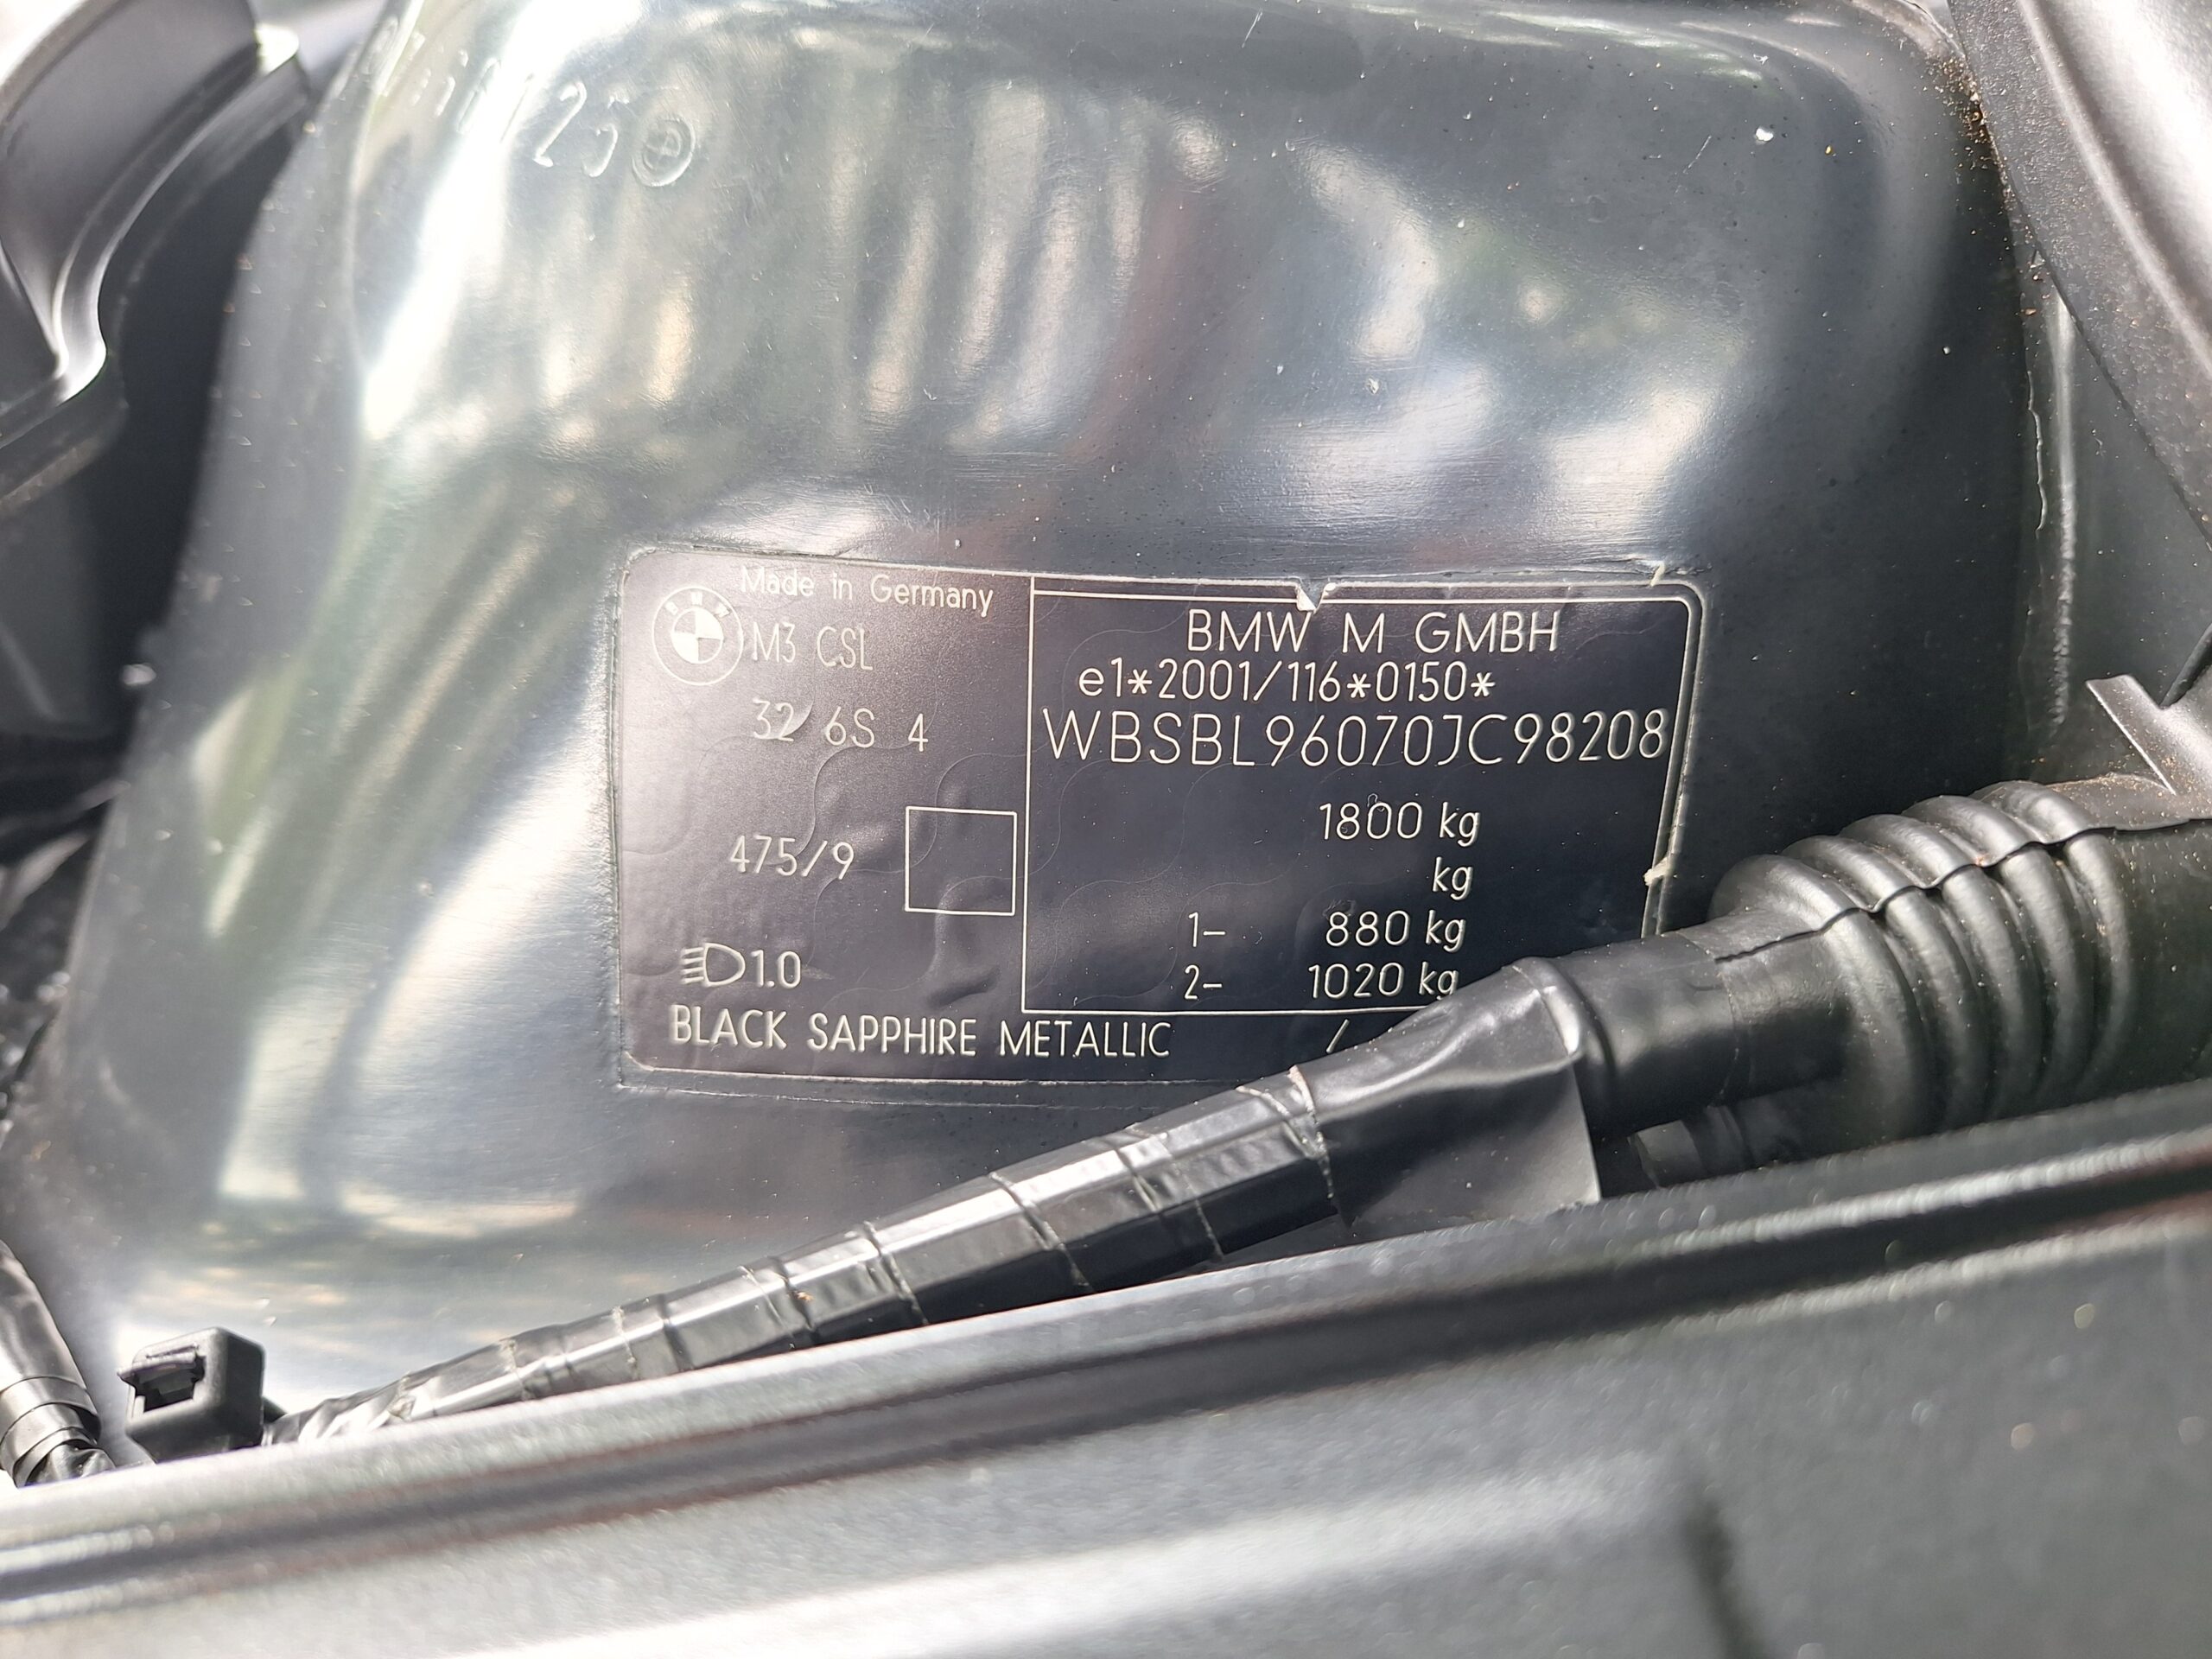 Made in Germany
BMW
M3 CSL
32 6S 4
475/9
1.0
BLACK SAPPHIRE METALLIC /
BMW M GMBH
e1*2001/116*0150*
WBSBL96070JC98208
1800 kg
kg
1- 880 kg
2- 1020 kg